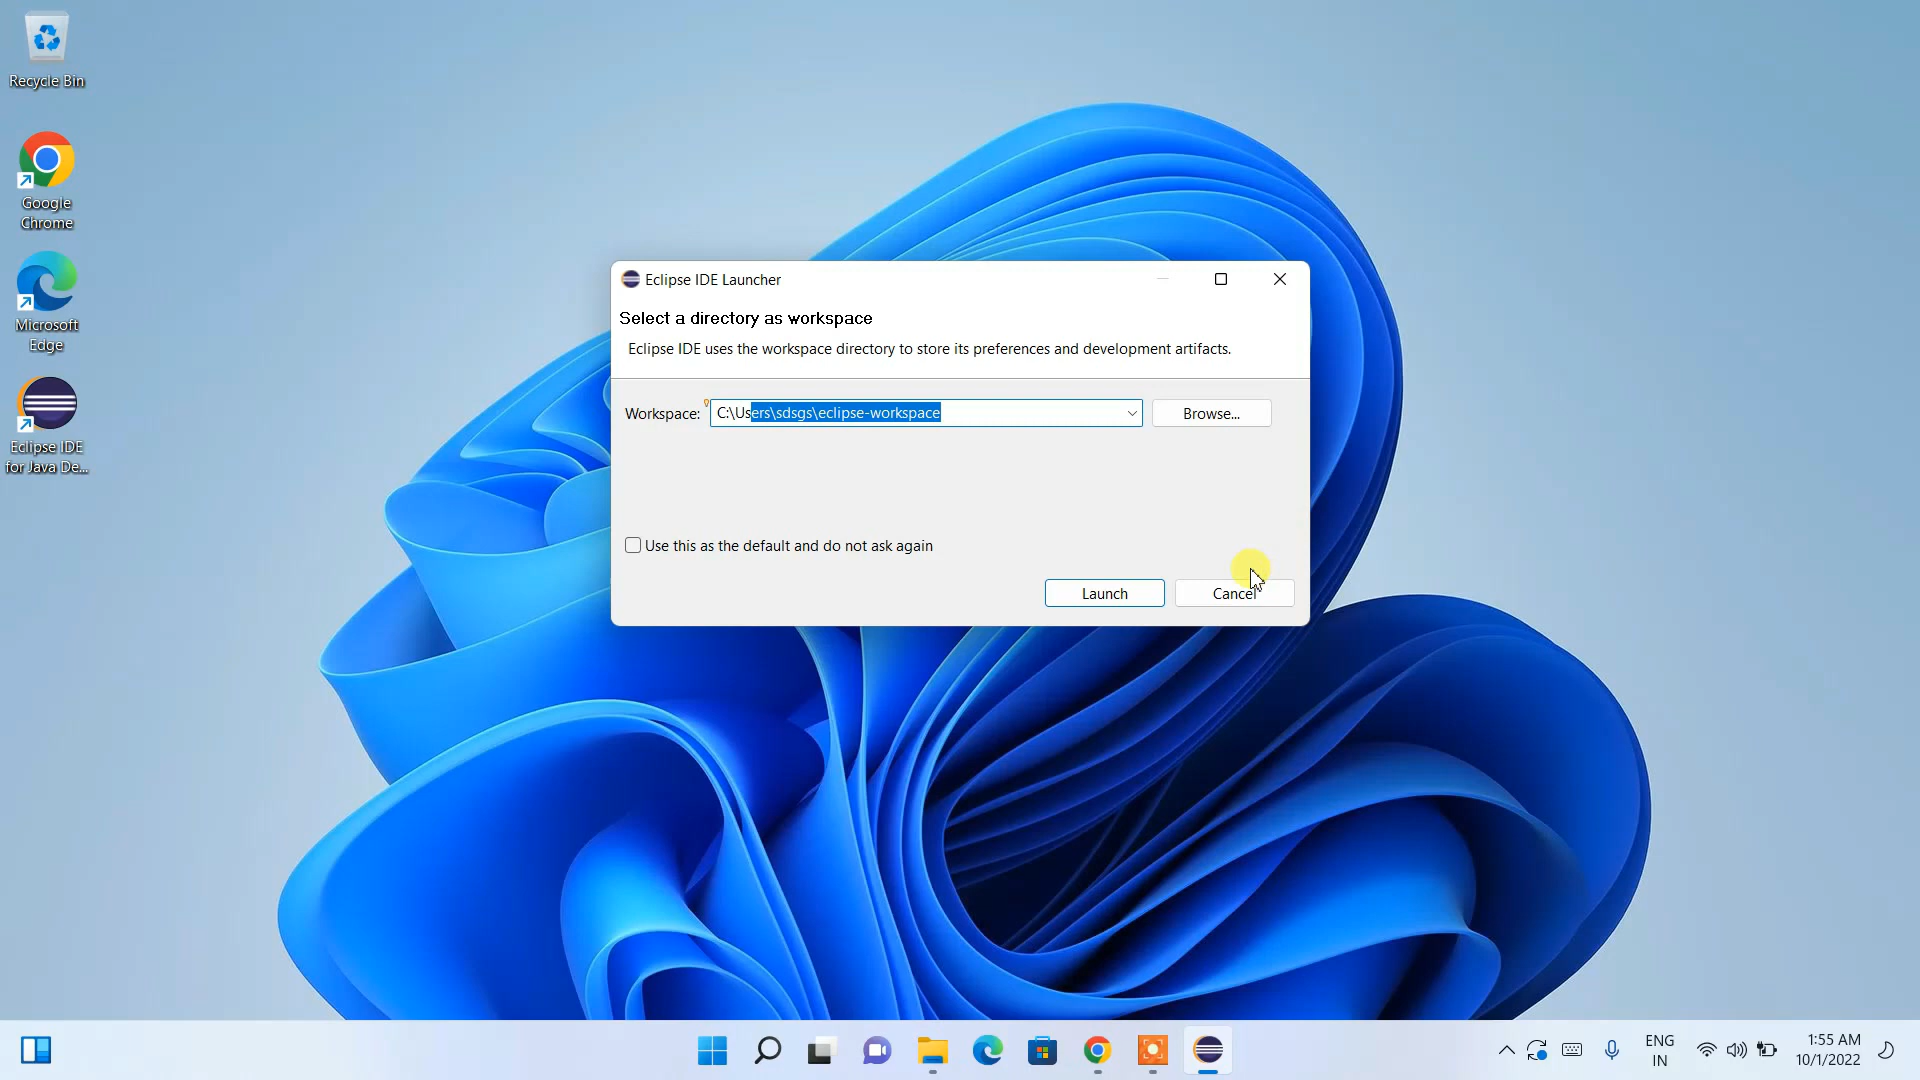 Recycle Bin
Google
Chrome
Microsoft
Edge
Eclipse IDE
for Java De...
Eclipse IDE Launcher
Select a directory as workspace
Eclipse IDE uses the workspace directory to store its preferences and development artifacts.
Workspace: C:\Users\sdsgs\eclipse-workspace Browse...
Use this as the default and do not ask again
Launch Cancel
ENG
IN
1:55 AM
10/1/2022